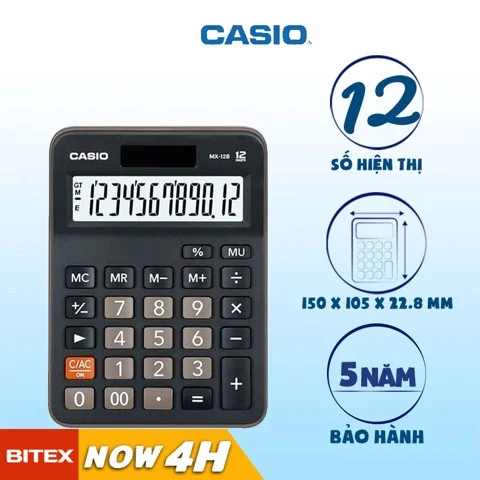 CASIO
CASIO
MX-12B
12
DIGITS
GT
M
E
1234567890.12
% MU
MC MR M- M+ ÷
+/- 7 8 9 ×
▶ 4 5 6 −
C/AC
ON
1 2 3 +
0 00 · =
12
SỐ HIỆN THỊ
150 X 105 X 22.8 MM
5 NĂM
BẢO HÀNH
BITEX NOW 4H